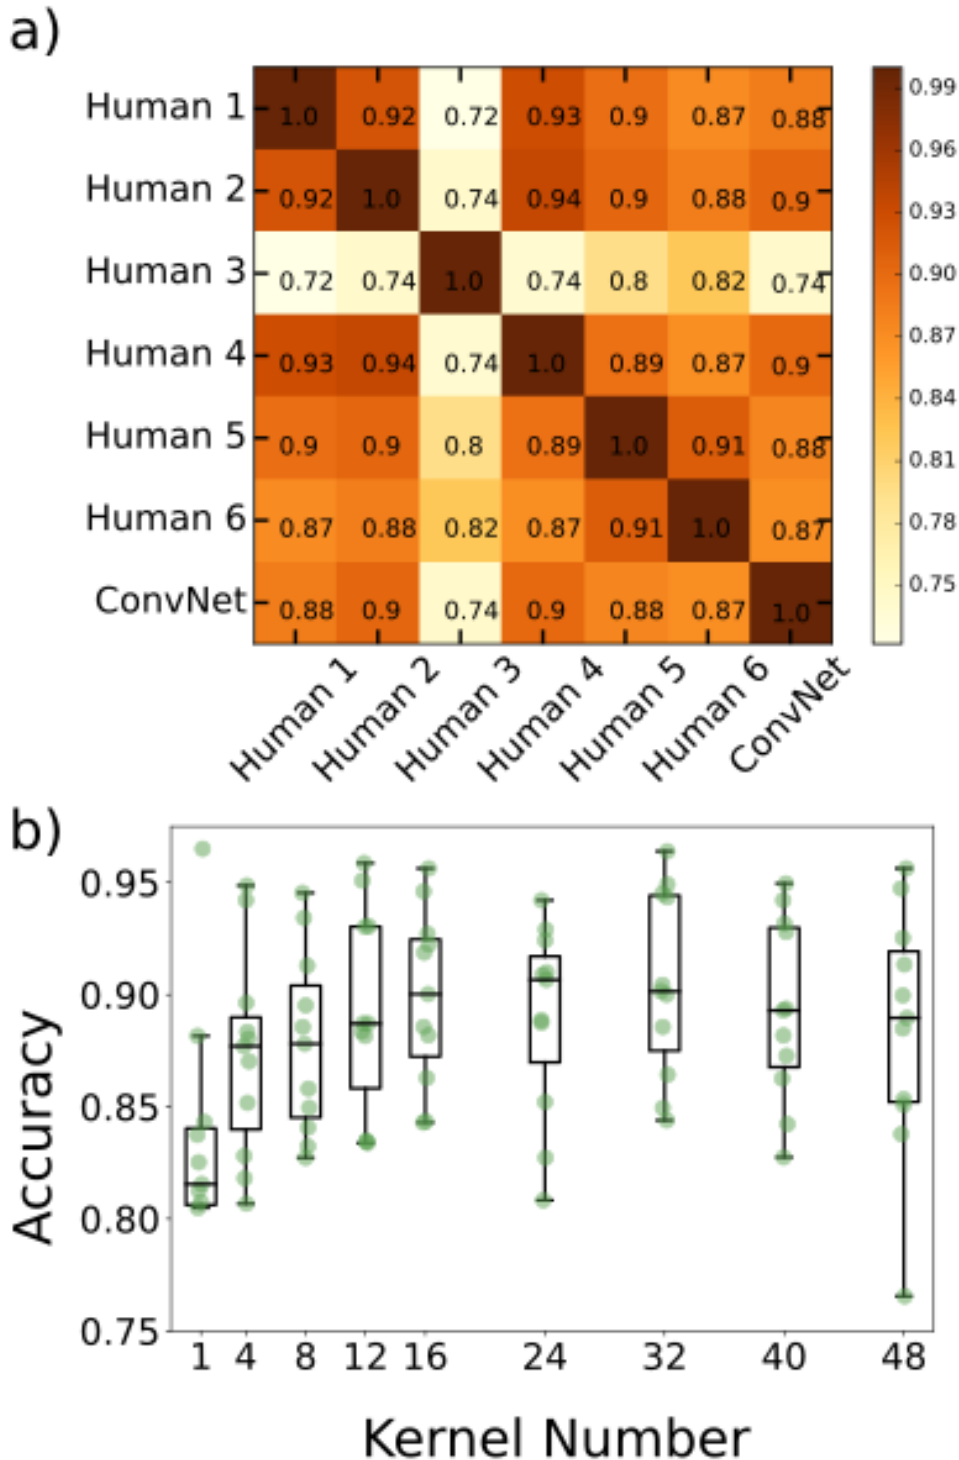 a)
Human 1 1.0 0.92 0.72 0.93 0.9 0.87 0.88 0.99
0.96
Human 2 0.92 1.0 0.74 0.94 0.9 0.88 0.9 0.93
Human 3 0.72 0.74 1.0 0.74 0.8 0.82 0.74 0.90
0.87
Human 4 0.93 0.94 0.74 1.0 0.89 0.87 0.9 0.84
Human 5 0.9 0.9 0.8 0.89 1.0 0.91 0.88 0.81
Human 6 0.87 0.88 0.82 0.87 0.91 1.0 0.87 0.78
0.75
ConvNet 0.88 0.9 0.74 0.9 0.88 0.87 1.0
Human 1 Human 2 Human 3 Human 4 Human 5 Human 6 ConvNet
b)
0.95
0.90
0.85
0.80
0.75
Accuracy
1 4 8 12 16 24 32 40 48
Kernel Number